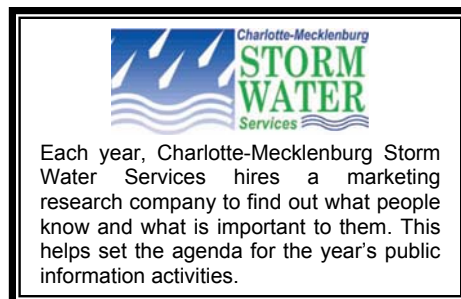 Charlotte-Mecklenburg
STORM
WATER
Services
Each year, Charlotte-Mecklenburg Storm
Water Services hires a marketing
research company to find out what people
know and what is important to them. This
helps set the agenda for the year's public
information activities.